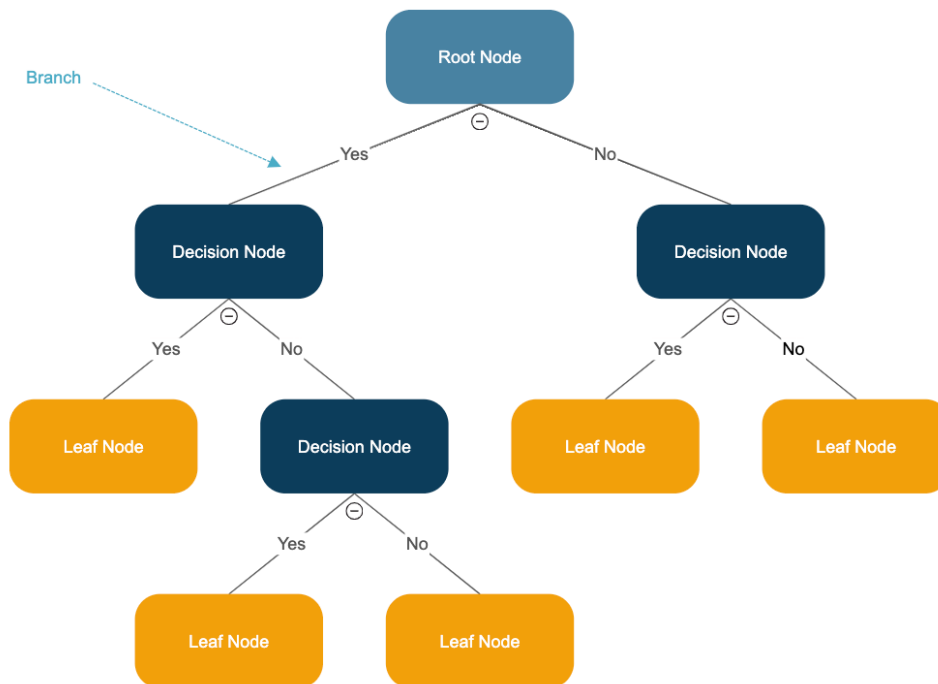 Root Node
Branch
Yes
No
Decision Node
Decision Node
Yes
No
Yes
No
Leaf Node
Decision Node
Leaf Node
Leaf Node
Yes
No
Leaf Node
Leaf Node